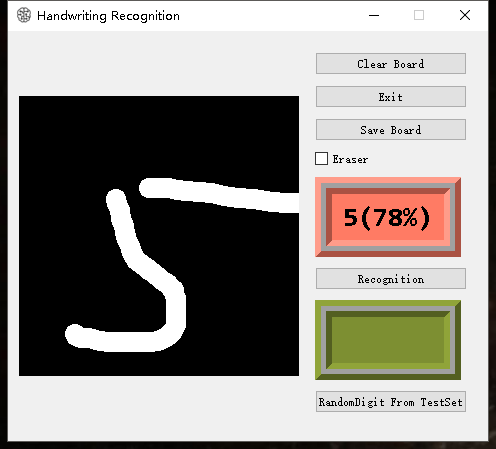 Handwriting Recognition
Clear Board
Exit
Save Board
Eraser
5(78%)
Recognition
RandomDigit From TestSet
5